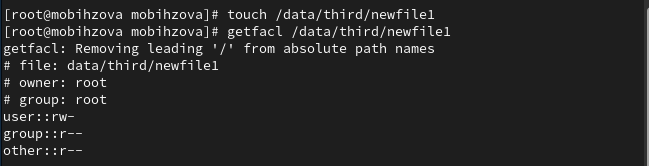 [root@mobihzova mobihzova]# touch /data/third/newfile1
[root@mobihzova mobihzova]# getfacl /data/third/newfile1
getfacl: Removing leading '/' from absolute path names
# file: data/third/newfile1
# owner: root
# group: root
user::rw-
group::r--
other::r--